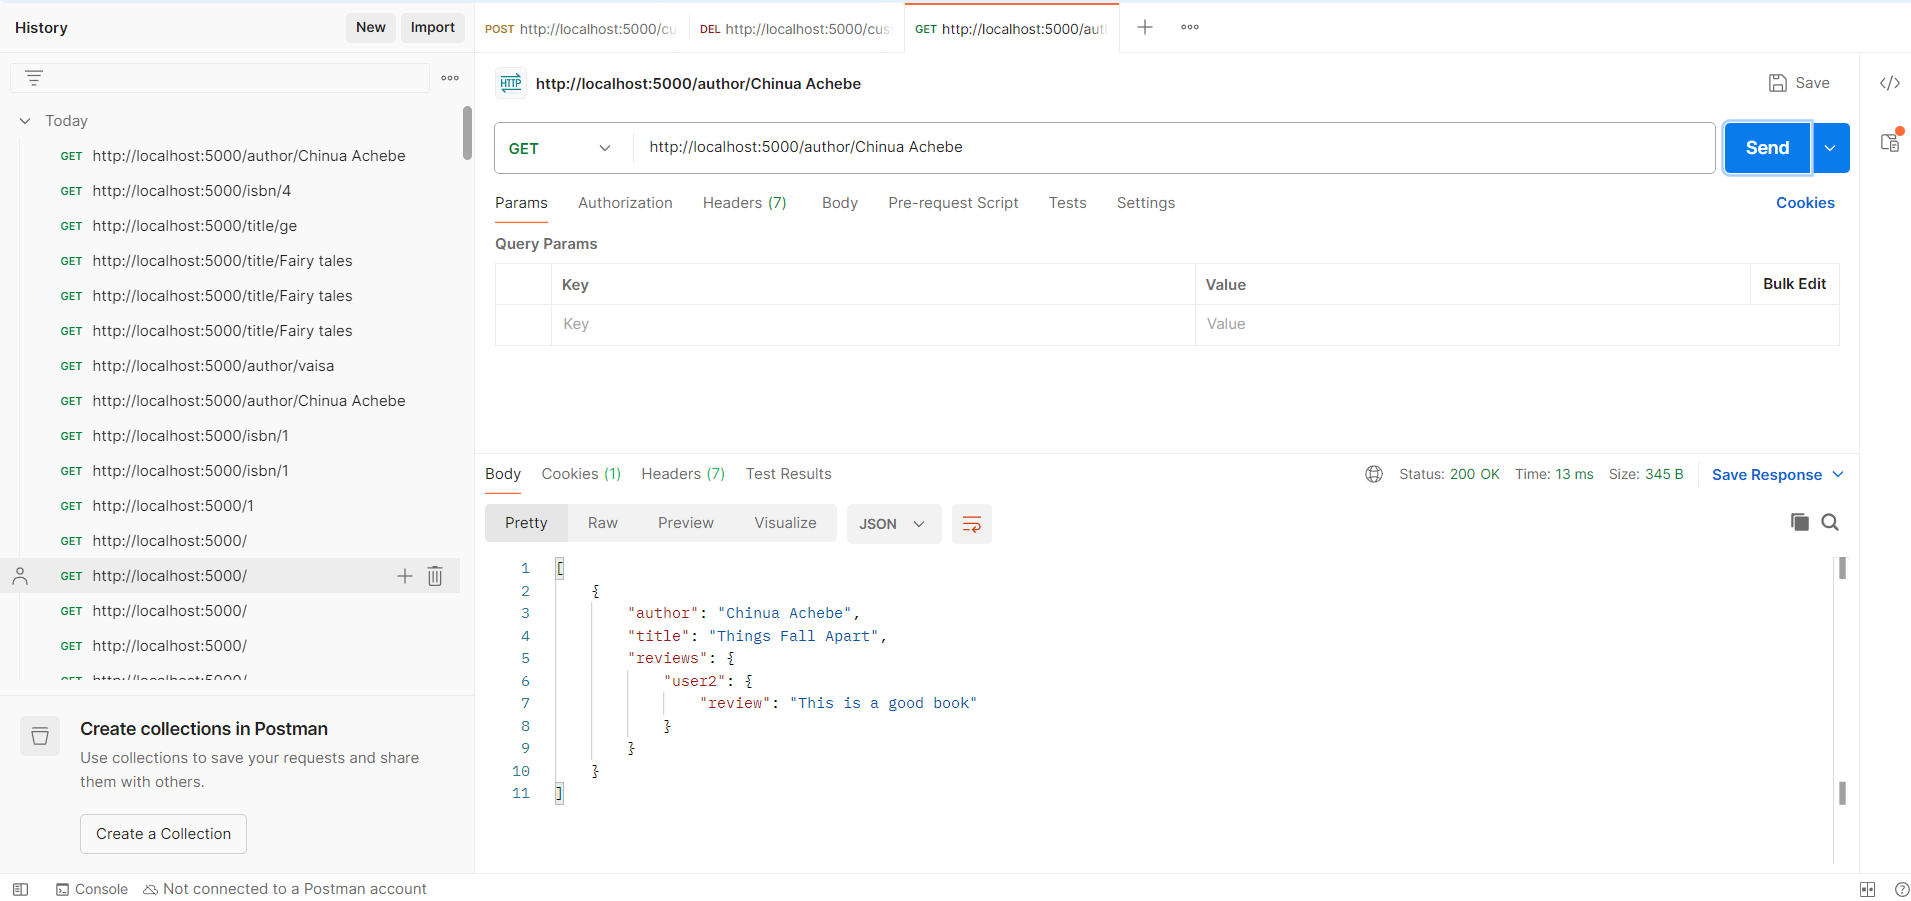 History
New
Import
Today
GET http://localhost:5000/author/Chinua Achebe
GET http://localhost:5000/isbn/4
GET http://localhost:5000/title/ge
GET http://localhost:5000/title/Fairy tales
GET http://localhost:5000/title/Fairy tales
GET http://localhost:5000/title/Fairy tales
GET http://localhost:5000/author/vaisa
GET http://localhost:5000/author/Chinua Achebe
GET http://localhost:5000/isbn/1
GET http://localhost:5000/isbn/1
GET http://localhost:5000/1
GET http://localhost:5000/
GET http://localhost:5000/
GET http://localhost:5000/
GET http://localhost:5000/
GET http://localhost:5000/
Create collections in Postman
Use collections to save your requests and share
them with others.
Create a Collection
POST http://localhost:5000/cu
DEL http://localhost:5000/cus
GET http://localhost:5000/aut
HTTP http://localhost:5000/author/Chinua Achebe
Save
GET http://localhost:5000/author/Chinua Achebe
Send
Params Authorization Headers (7) Body Pre-request Script Tests Settings Cookies
Query Params
Key Value Bulk Edit
Key Value
Body Cookies (1) Headers (7) Test Results Status: 200 OK Time: 13 ms Size: 345 B Save Response
Pretty Raw Preview Visualize JSON
1 [
2 {
3 "author": "Chinua Achebe",
4 "title": "Things Fall Apart",
5 "reviews": {
6 "user2": {
7 "review": "This is a good book"
8 }
9 }
10 }
11 ]
Console Not connected to a Postman account